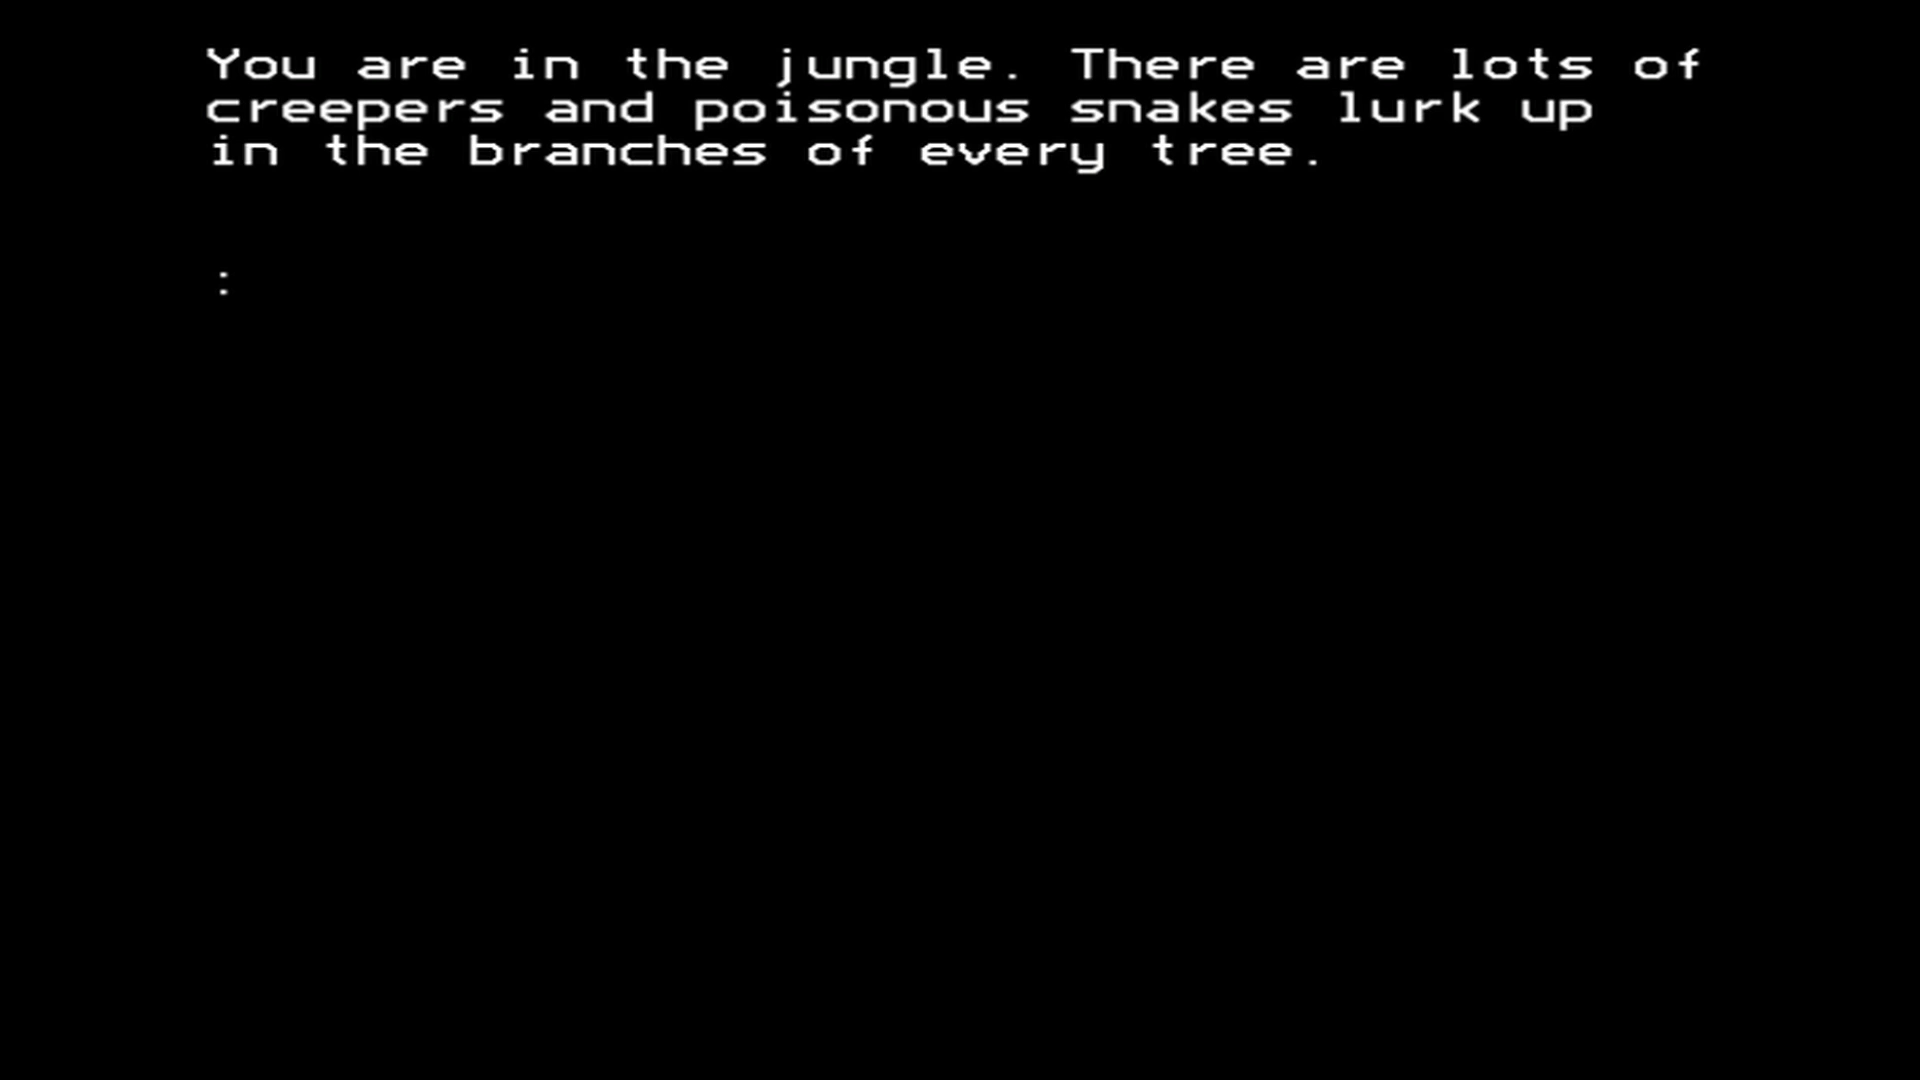 You are in the jungle. There are lots of
creepers and poisonous snakes lurk up
in the branches of every tree.
: